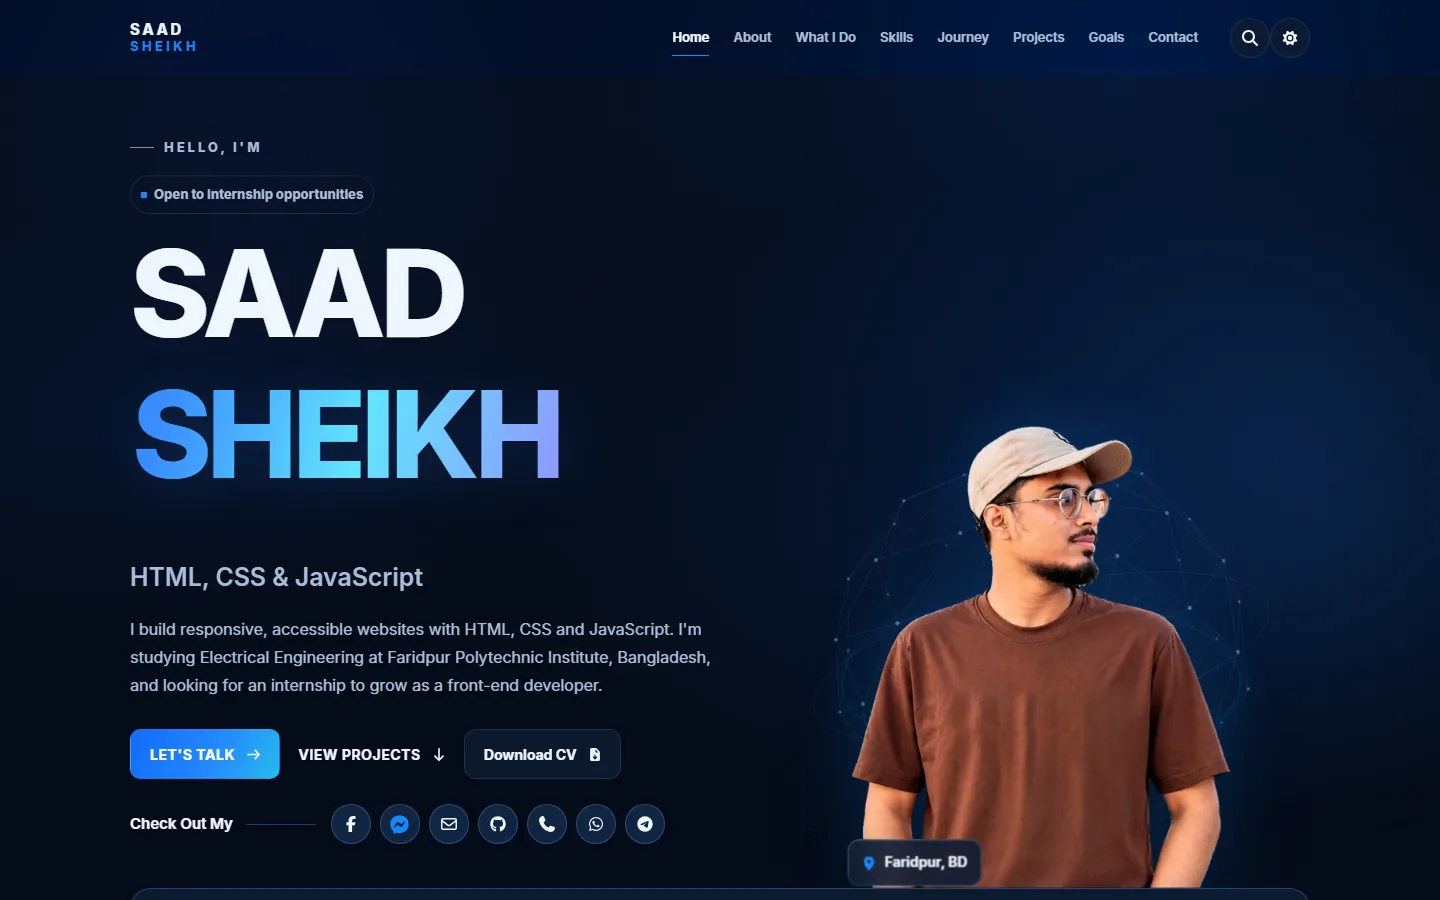 SAAD
SHEIKH
Home
About
What I Do
Skills
Journey
Projects
Goals
Contact
HELLO, I'M
Open to internship opportunities
SAAD
SHEIKH
HTML, CSS & JavaScript
I build responsive, accessible websites with HTML, CSS and JavaScript. I'm
studying Electrical Engineering at Faridpur Polytechnic Institute, Bangladesh,
and looking for an internship to grow as a front-end developer.
LET'S TALK
VIEW PROJECTS
Download CV
Check Out My
Faridpur, BD